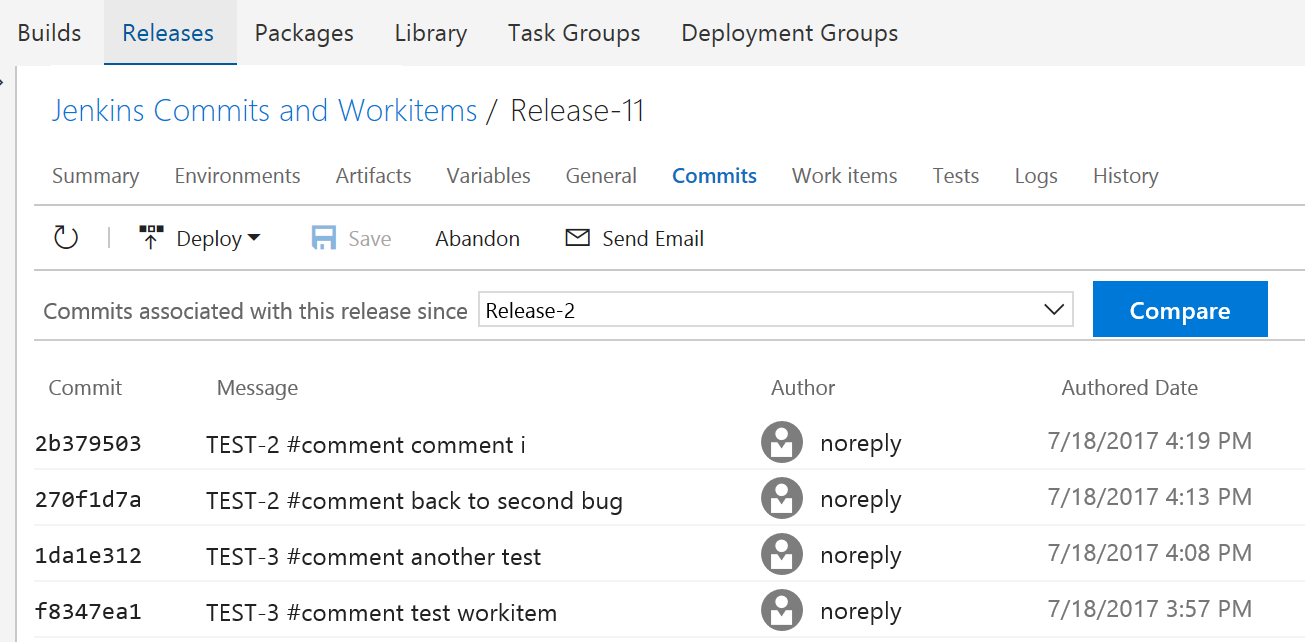 Builds Releases Packages Library Task Groups Deployment Groups
Jenkins Commits and Workitems / Release-11
Summary Environments Artifacts Variables General Commits Work items Tests Logs History
Deploy Save Abandon Send Email
Commits associated with this release since Release-2 Compare
Commit Message Author Authored Date
2b379503 TEST-2 #comment comment i noreply 7/18/2017 4:19 PM
270f1d7a TEST-2 #comment back to second bug noreply 7/18/2017 4:13 PM
1da1e312 TEST-3 #comment another test noreply 7/18/2017 4:08 PM
f8347ea1 TEST-3 #comment test workitem noreply 7/18/2017 3:57 PM